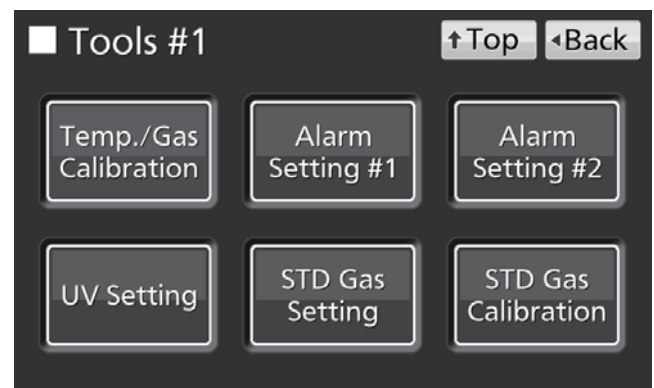 Tools #1
↑Top
◂Back
Temp./Gas
Calibration
Alarm
Setting #1
Alarm
Setting #2
UV Setting
STD Gas
Setting
STD Gas
Calibration